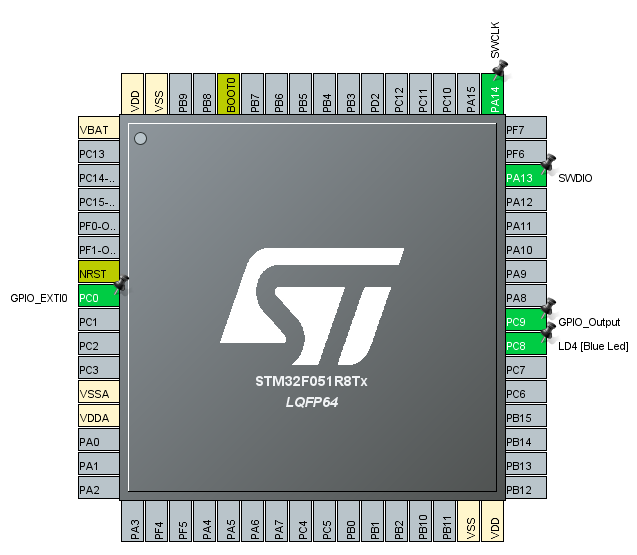 SWCLK
VDD
VSS
PB9
PB8
BOOT0
PB7
PB6
PB5
PB4
PB3
PD2
PC12
PC11
PC10
PA15
PA14
VBAT
PC13
PC14-..
PC15-..
PF0-O..
PF1-O..
NRST
GPIO_EXTI0 PC0
PC1
PC2
PC3
VSSA
VDDA
PA0
PA1
PA2
ST
STM32F051R8Tx
LQFP64
PF7
PF6
PA13 SWDIO
PA12
PA11
PA10
PA9
PA8
PC9 GPIO_Output
PC8 LD4 [Blue Led]
PC7
PC6
PB15
PB14
PB13
PB12
PA3
PF4
PF5
PA4
PA5
PA6
PA7
PC4
PC5
PB0
PB1
PB2
PB10
PB11
VSS
VDD